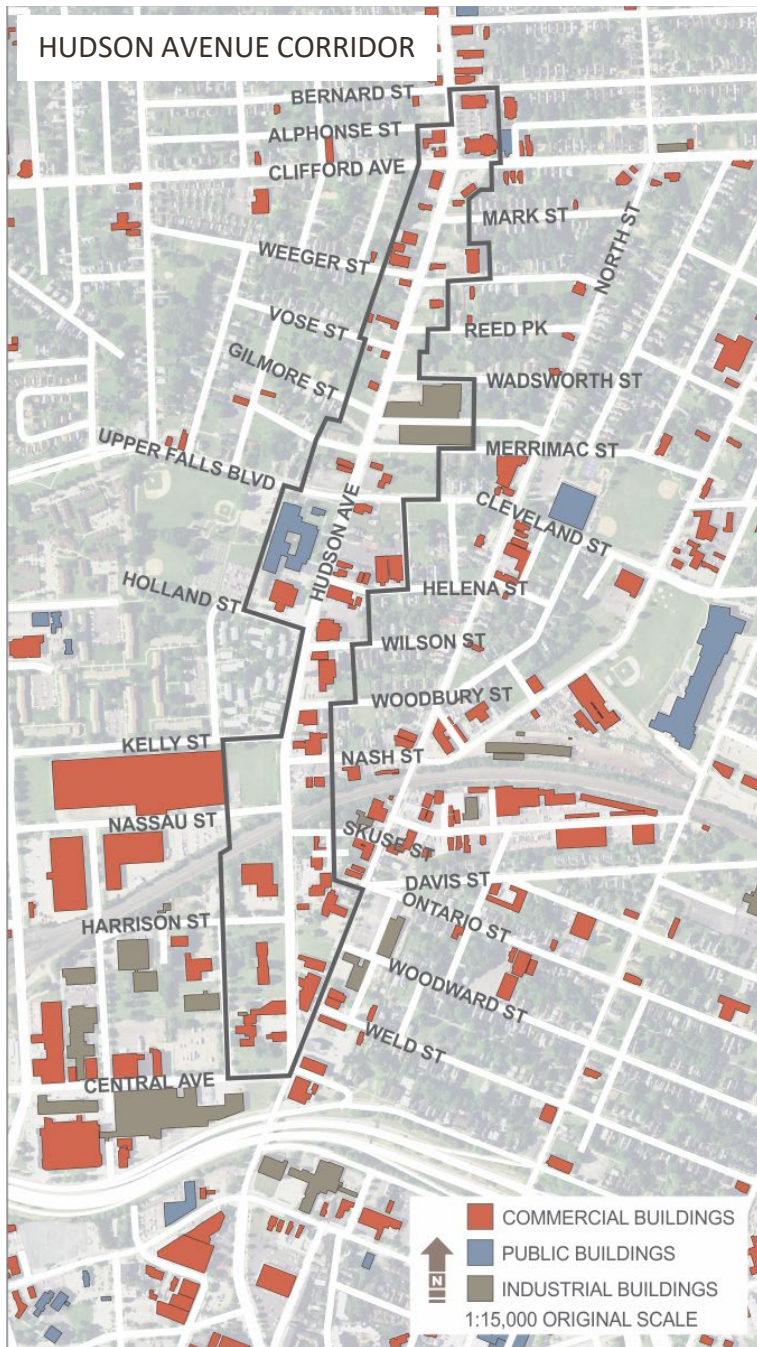 HUDSON AVENUE CORRIDOR
BERNARD ST
ALPHONSE ST
CLIFFORD AVE
MARK ST
NORTH ST
WEEGER ST
VOSE ST
REED PK
GILMORE ST
WADSWORTH ST
UPPER FALLS BLVD
MERRIMAC ST
HUDSON AVE
CLEVELAND ST
HOLLAND ST
HELENA ST
WILSON ST
WOODBURY ST
KELLY ST
NASH ST
NASSAU ST
SKUSE ST
DAVIS ST
HARRISON ST
ONTARIO ST
WOODWARD ST
WELD ST
CENTRAL AVE
COMMERCIAL BUILDINGS
PUBLIC BUILDINGS
N
INDUSTRIAL BUILDINGS
1:15,000 ORIGINAL SCALE